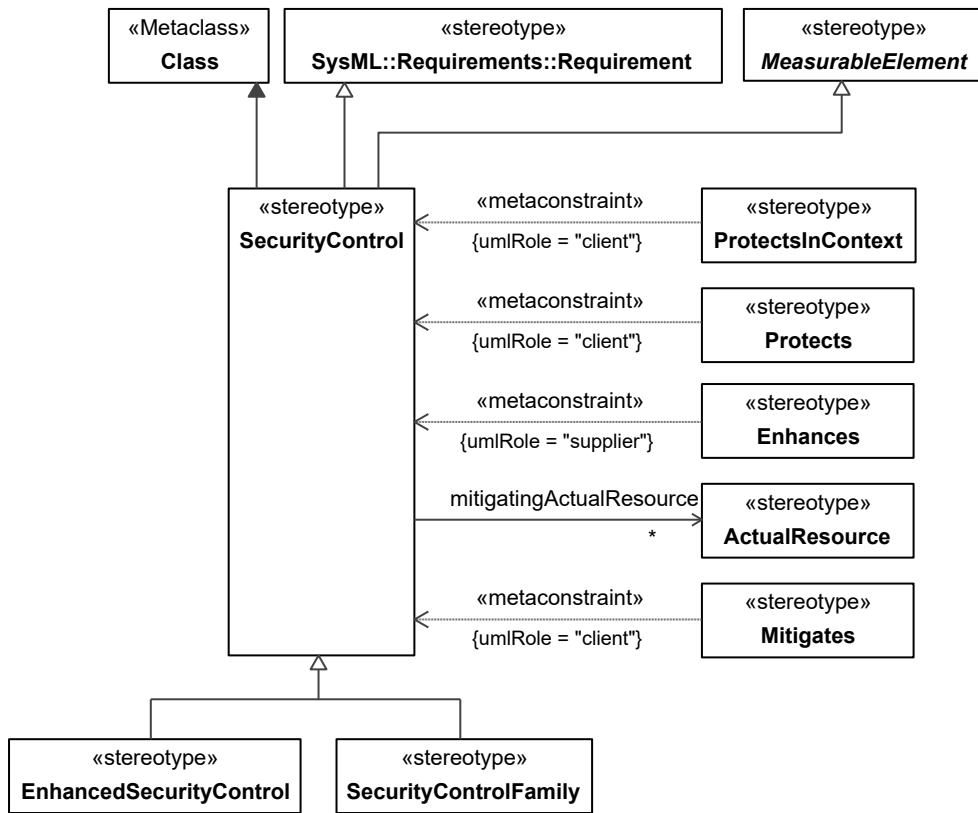 «Metaclass»
Class
«stereotype»
SysML::Requirements::Requirement
«stereotype»
MeasurableElement
«stereotype»
SecurityControl
«metaconstraint»
{umlRole = "client"}
«stereotype»
ProtectsInContext
«metaconstraint»
{umlRole = "client"}
«stereotype»
Protects
«metaconstraint»
{umlRole = "supplier"}
«stereotype»
Enhances
mitigatingActualResource
*
«stereotype»
ActualResource
«metaconstraint»
{umlRole = "client"}
«stereotype»
Mitigates
«stereotype»
EnhancedSecurityControl
«stereotype»
SecurityControlFamily